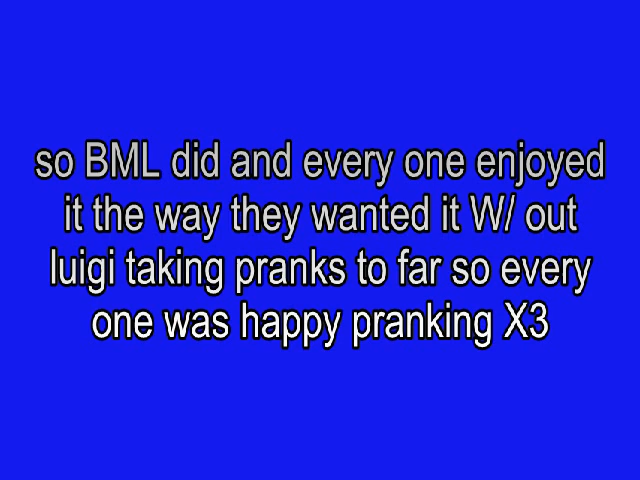 so BML did and every one enjoyed
it the way they wanted it W/ out
luigi taking pranks to far so every
one was happy pranking X3